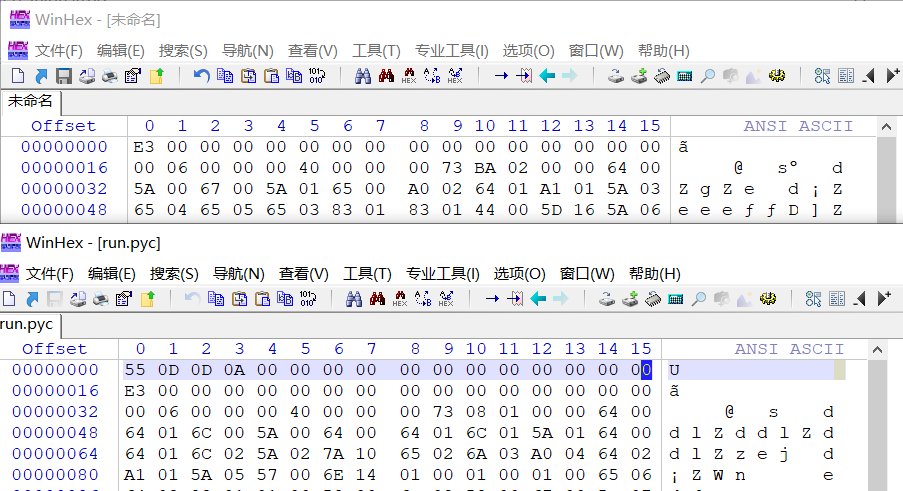 WinHex - [未命名]
文件(F) 编辑(E) 搜索(S) 导航(N) 查看(V) 工具(T) 专业工具(I) 选项(O) 窗口(W) 帮助(H)
未命名
Offset 0 1 2 3 4 5 6 7 8 9 10 11 12 13 14 15 ANSI ASCII
00000000 E3 00 00 00 00 00 00 00 00 00 00 00 00 00 00 00 ã
00000016 00 06 00 00 00 40 00 00 00 73 BA 02 00 00 64 00 @ sº d
00000032 5A 00 67 00 5A 01 65 00 A0 02 64 01 A1 01 5A 03 Z g Z e d ¡ Z
00000048 65 04 65 05 65 03 83 01 83 01 44 00 5D 16 5A 06 e e e ƒ ƒ D ] Z
WinHex - [run.pyc]
文件(F) 编辑(E) 搜索(S) 导航(N) 查看(V) 工具(T) 专业工具(I) 选项(O) 窗口(W) 帮助(H)
run.pyc
Offset 0 1 2 3 4 5 6 7 8 9 10 11 12 13 14 15 ANSI ASCII
00000000 55 0D 0D 0A 00 00 00 00 00 00 00 00 00 00 00 00 U
00000016 E3 00 00 00 00 00 00 00 00 00 00 00 00 00 00 00 ã
00000032 00 06 00 00 00 40 00 00 00 73 08 01 00 00 64 00 @ s d
00000048 64 01 6C 00 5A 00 64 00 64 01 6C 01 5A 01 64 00 d l Z d d l Z d
00000064 64 01 6C 02 5A 02 7A 10 65 02 6A 03 A0 04 64 02 d l Z z e j d
00000080 A1 01 5A 05 57 00 6E 14 01 00 01 00 01 00 65 06 ¡ Z W n e